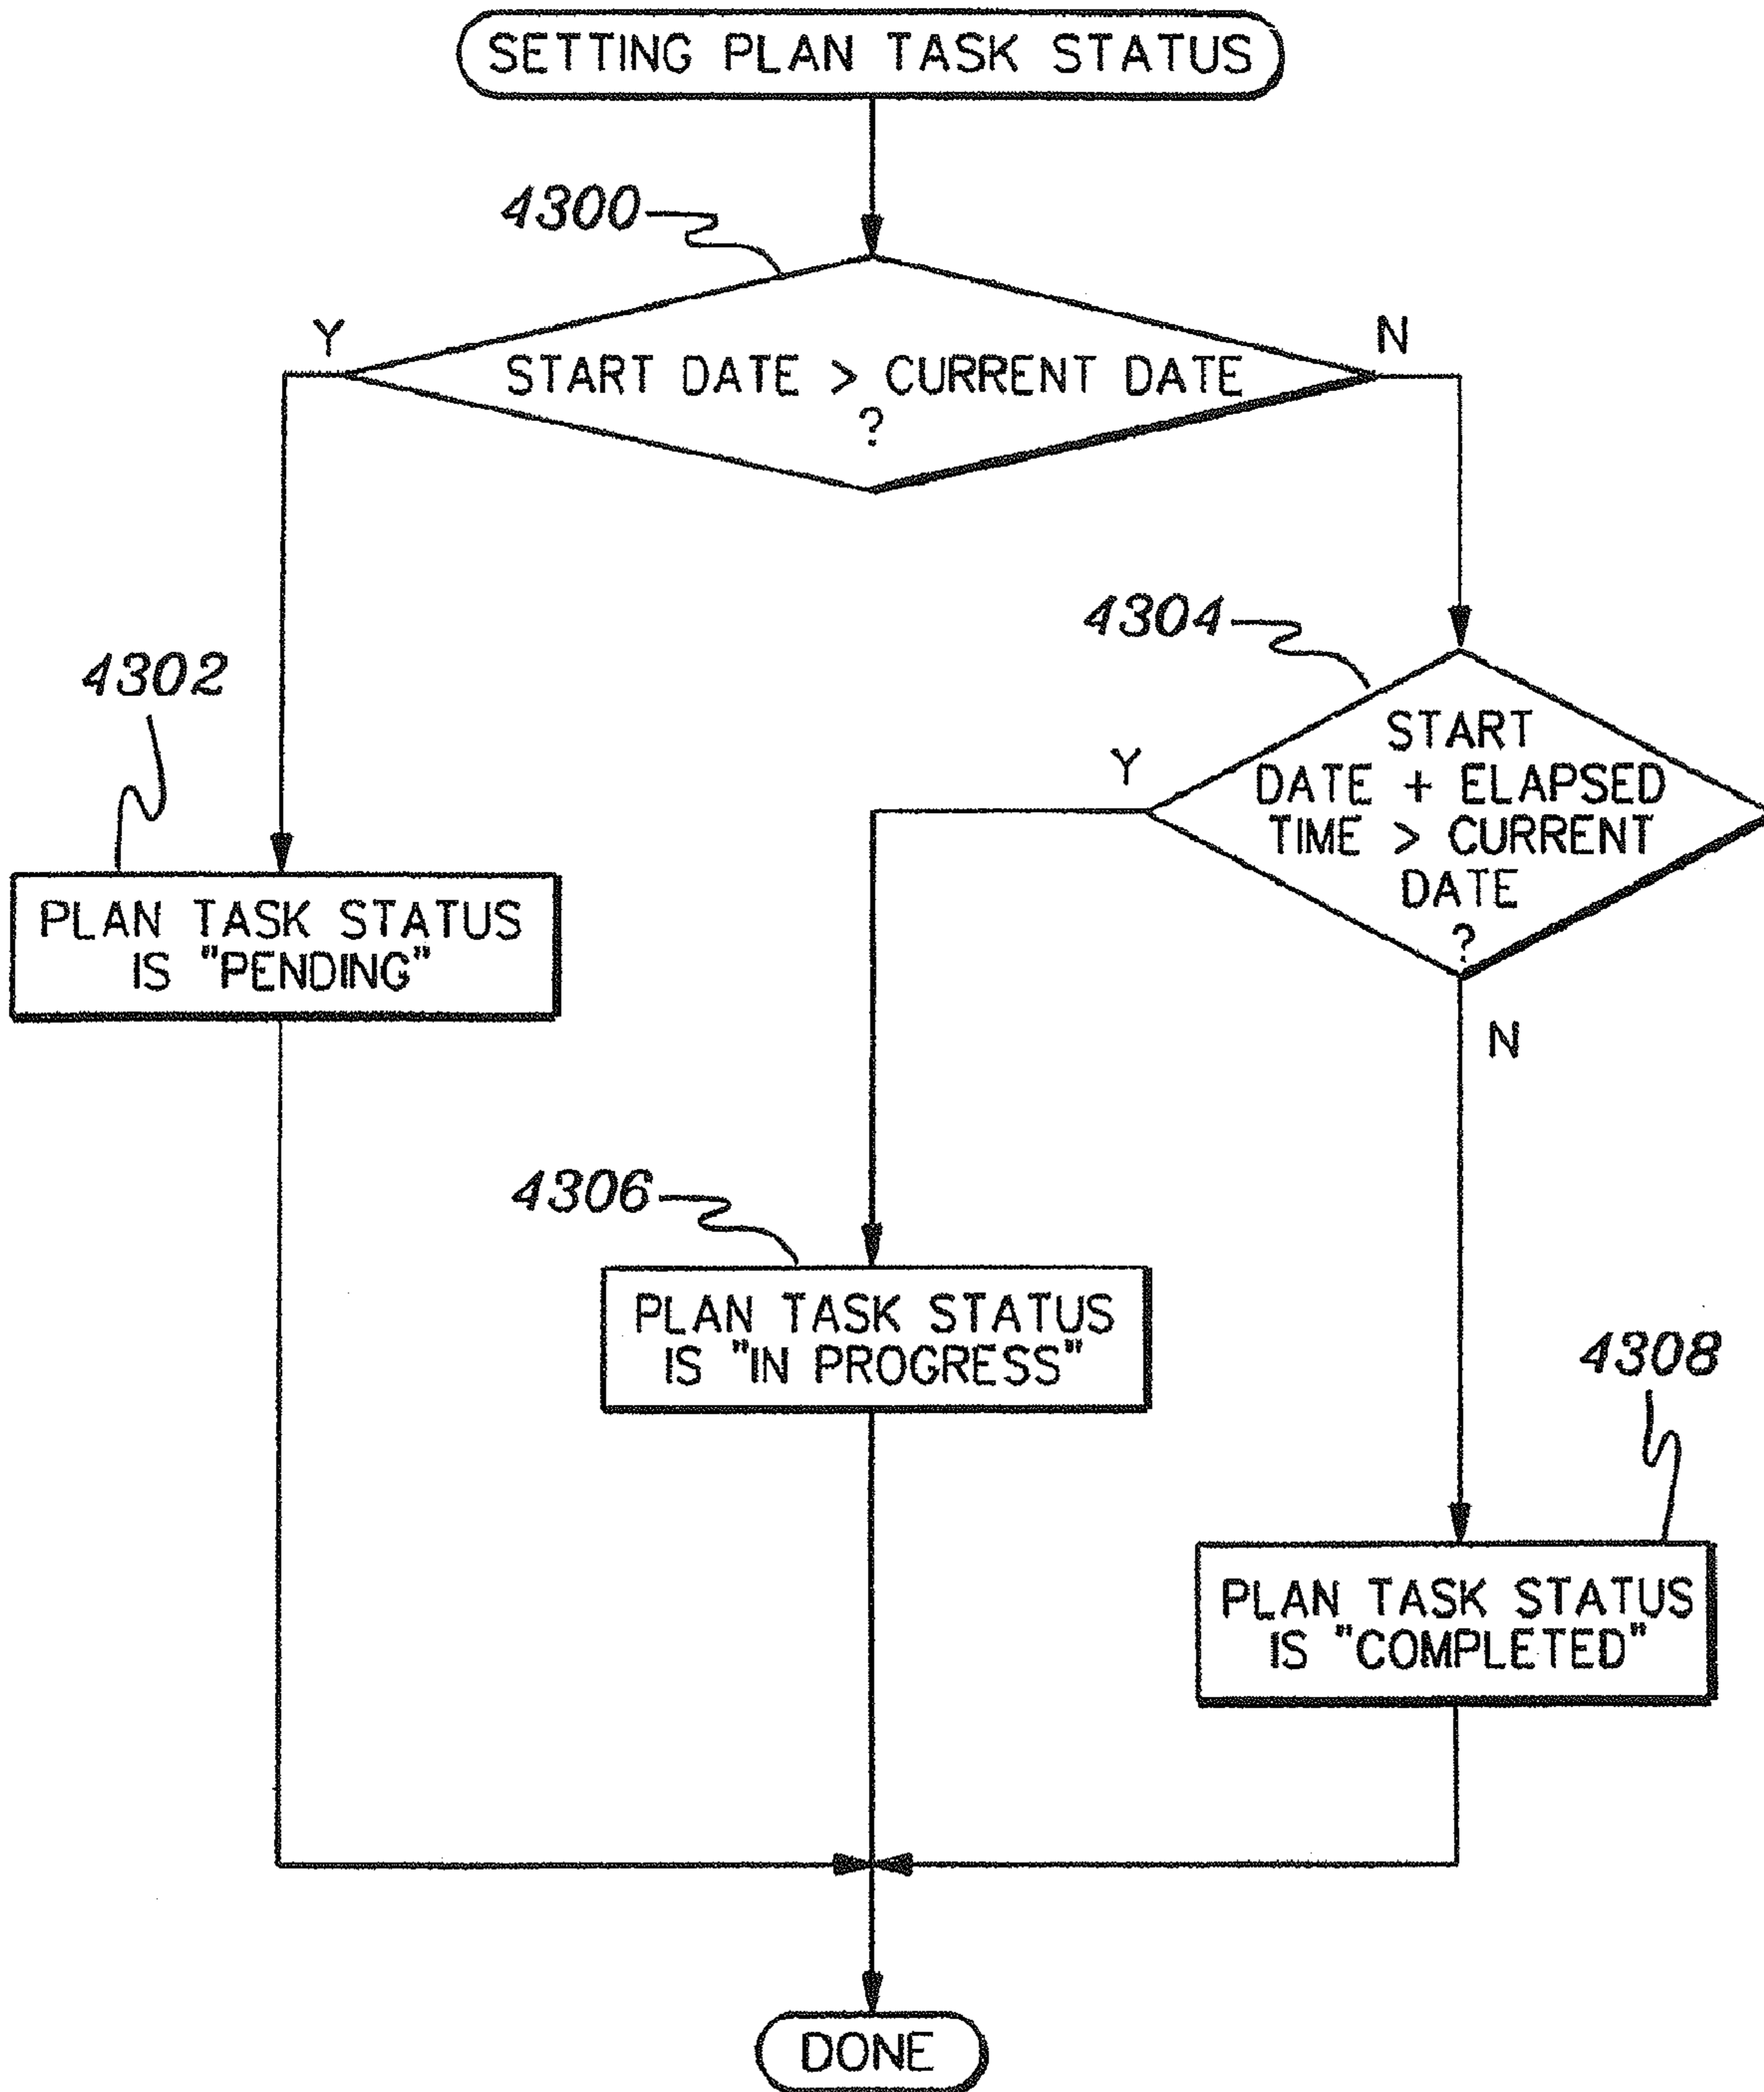 SETTING PLAN TASK STATUS
4300
Y
N
START DATE > CURRENT DATE
?
4304
4302
START
DATE + ELAPSED
TIME > CURRENT
DATE
?
Y
N
PLAN TASK STATUS
IS "PENDING"
4306
PLAN TASK STATUS
IS "IN PROGRESS"
4308
PLAN TASK STATUS
IS "COMPLETED"
DONE